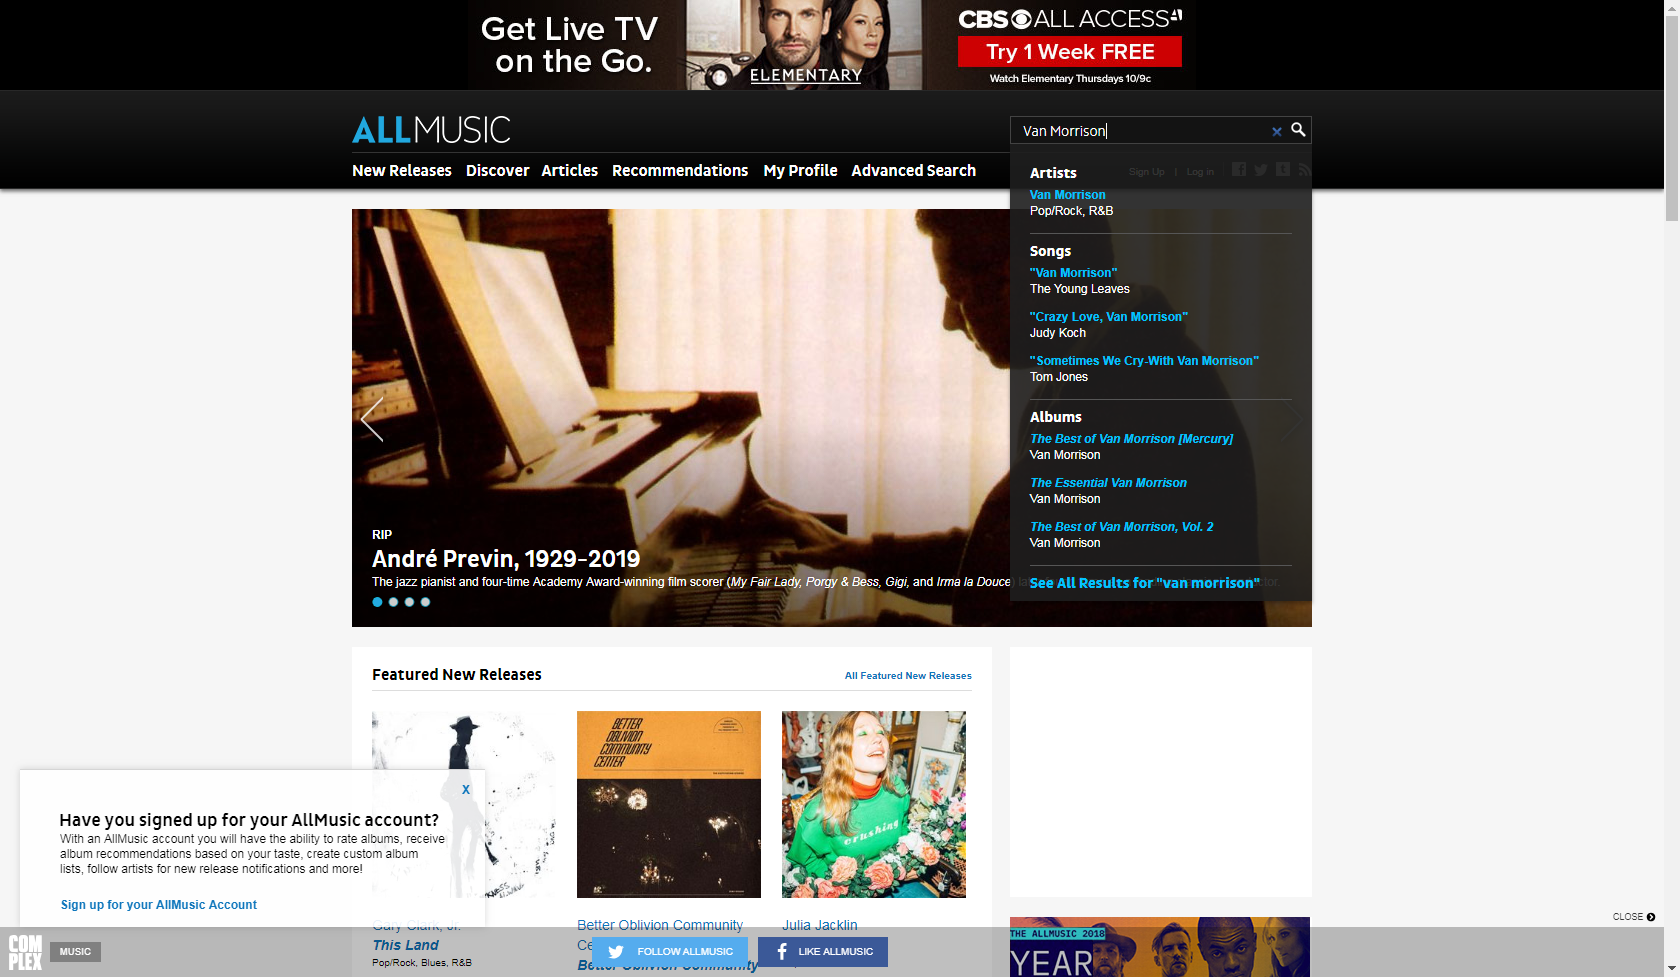 Get Live TV
on the Go.
ELEMENTARY
CBS ALL ACCESS
Try 1 Week FREE
Watch Elementary Thursdays 10/9c
ALLMUSIC
Van Morrison
New Releases
Discover
Articles
Recommendations
My Profile
Advanced Search
Sign Up | Log in
Artists
Van Morrison
Pop/Rock, R&B
Songs
"Van Morrison"
The Young Leaves
"Crazy Love, Van Morrison"
Judy Koch
"Sometimes We Cry-With Van Morrison"
Tom Jones
Albums
The Best of Van Morrison [Mercury]
Van Morrison
The Essential Van Morrison
Van Morrison
The Best of Van Morrison, Vol. 2
Van Morrison
See All Results for "van morrison"
RIP
André Previn, 1929-2019
The jazz pianist and four-time Academy Award-winning film scorer (My Fair Lady, Porgy & Bess, Gigi, and Irma la Douce)
Featured New Releases
All Featured New Releases
BETTER
OBLIVION
COMMUNITY
CENTER
crushing
X
Have you signed up for your AllMusic account?
With an AllMusic account you will have the ability to rate albums, receive
album recommendations based on your taste, create custom album
lists, follow artists for new release notifications and more!
Sign up for your AllMusic Account
Gary Clark, Jr.
This Land
Pop/Rock, Blues, R&B
Better Oblivion Community
Better Oblivion Community
Julia Jacklin
THE ALLMUSIC 2018
YEAR
CLOSE
COMPLEX
MUSIC
FOLLOW ALLMUSIC
LIKE ALLMUSIC